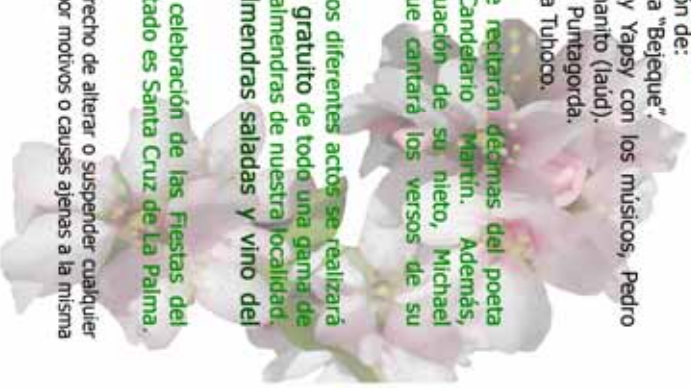 ón de:
a “Bejeque”.
y Yapsy con los músicos, Pedro
(laúd).
Puntagorda.
a Tuhoco.
e recitarán décimas del poeta
Candelario Martín. Además,
uación de su nieto, Michael
ue cantará los versos de su
os diferentes actos se realizará
gratuito de todo una gama de
almendras de nuestra localidad
lmendras saladas y vino del
celebración de las Fiestas del
tado es Santa Cruz de La Palma.
recho de alterar o suspender cualquier
por motivos o causas ajenas a la misma